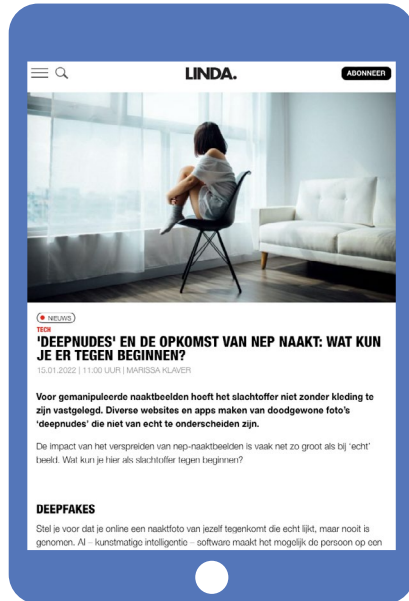 LINDA.
ABONNEER
NIEUWS
TECH
'DEEPNUDES' EN DE OPKOMST VAN NEP NAAKT: WAT KUN
JE ER TEGEN BEGINNEN?
15.01.2022 | 11:00 UUR | MARISSA KLAVER
Voor gemanipuleerde naaktbeelden hoeft het slachtoffer niet zonder kleding te
zijn vastgelegd. Diverse websites en apps maken van doodgewone foto's
'deepnudes' die niet van echt te onderscheiden zijn.
De impact van het verspreiden van nep-naaktbeelden is vaak net zo groot als bij 'echt'
beeld. Wat kun je hier als slachtoffer tegen beginnen?
DEEPFAKES
Stel je voor dat je online een naaktfoto van jezelf tegenkomt die echt lijkt, maar nooit is
genomen. AI – kunstmatige intelligentie – software maakt het mogelijk de persoon op een